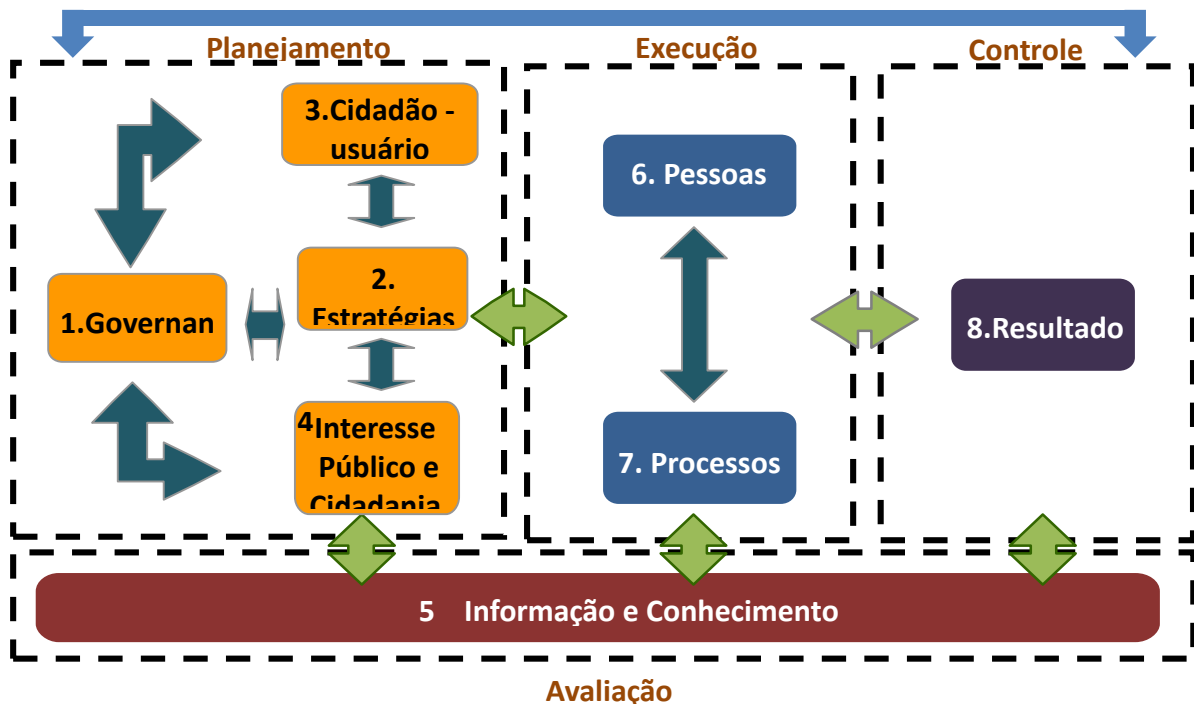 Planejamento
Execução
Controle
3.Cidadão -
usuário
6. Pessoas
2.
Estratégias
1.Governan
8.Resultado
4Interesse
Público e
Cidadania
7. Processos
5 Informação e Conhecimento
Avaliação